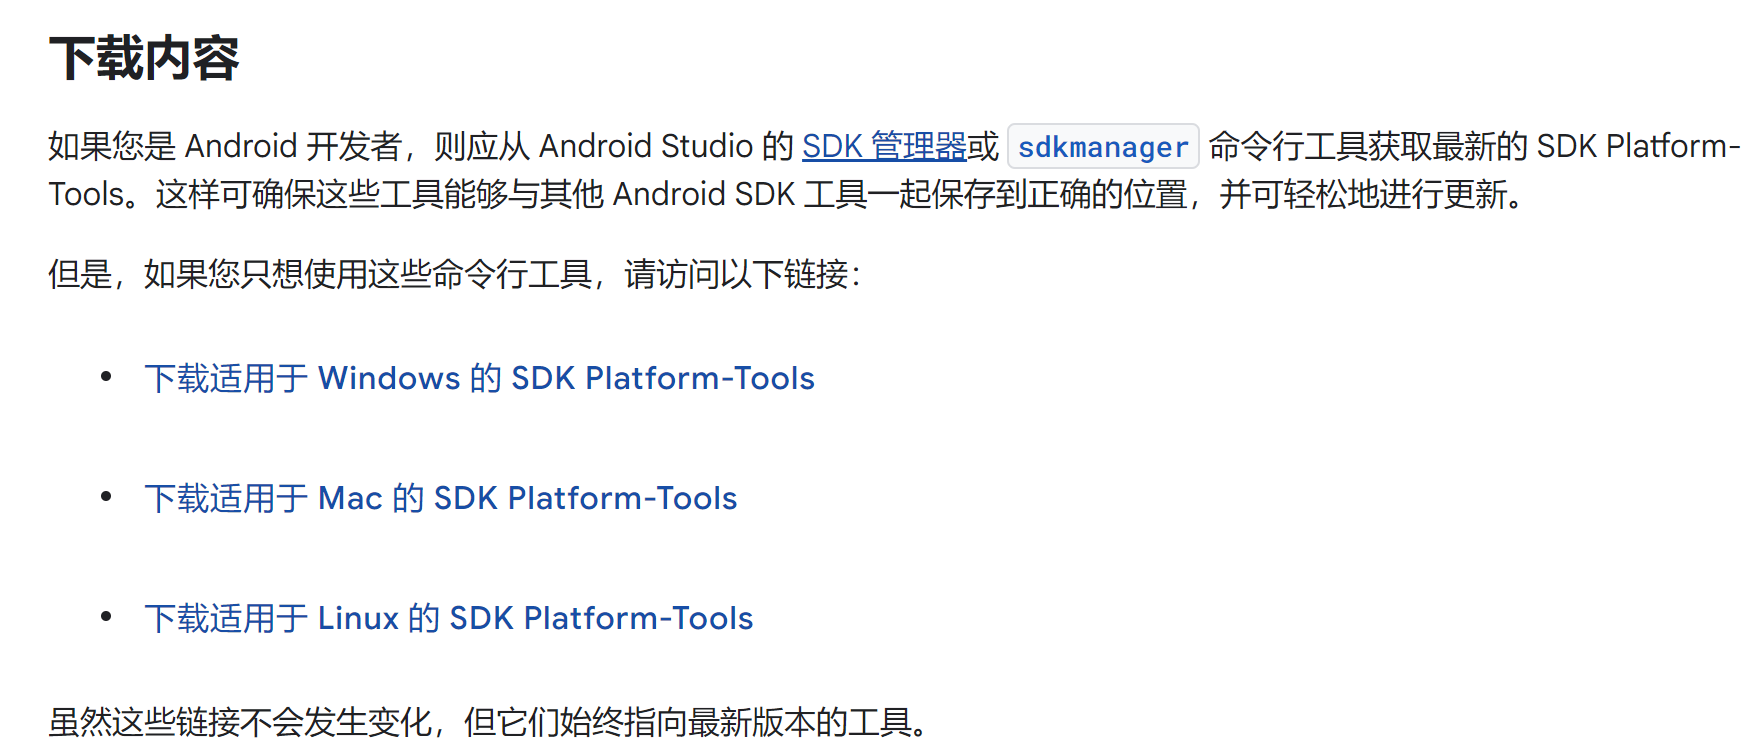 下载内容
如果您是 Android 开发者，则应从 Android Studio 的 SDK 管理器或 sdkmanager 命令行工具获取最新的 SDK Platform-
Tools。这样可确保这些工具能够与其他 Android SDK 工具一起保存到正确的位置，并可轻松地进行更新。
但是，如果您只想使用这些命令行工具，请访问以下链接：
• 下载适用于 Windows 的 SDK Platform-Tools
• 下载适用于 Mac 的 SDK Platform-Tools
• 下载适用于 Linux 的 SDK Platform-Tools
虽然这些链接不会发生变化，但它们始终指向最新版本的工具。